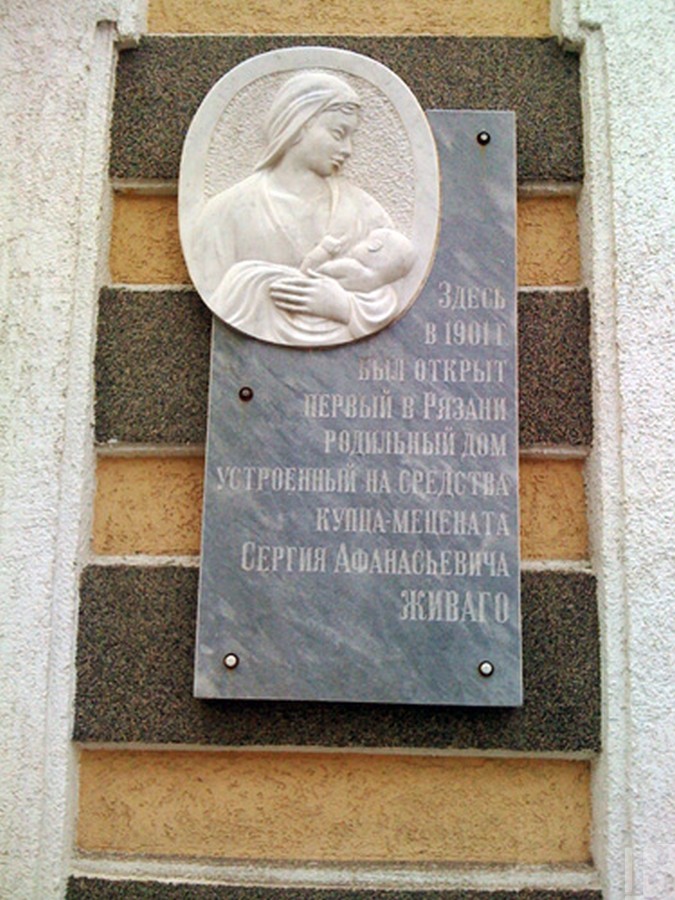 Здесь
в 1901 г
был открыт
первый в Рязани
родильный дом
устроенный на средства
купца-мецената
Сергия Афанасьевича
ЖИВАГО